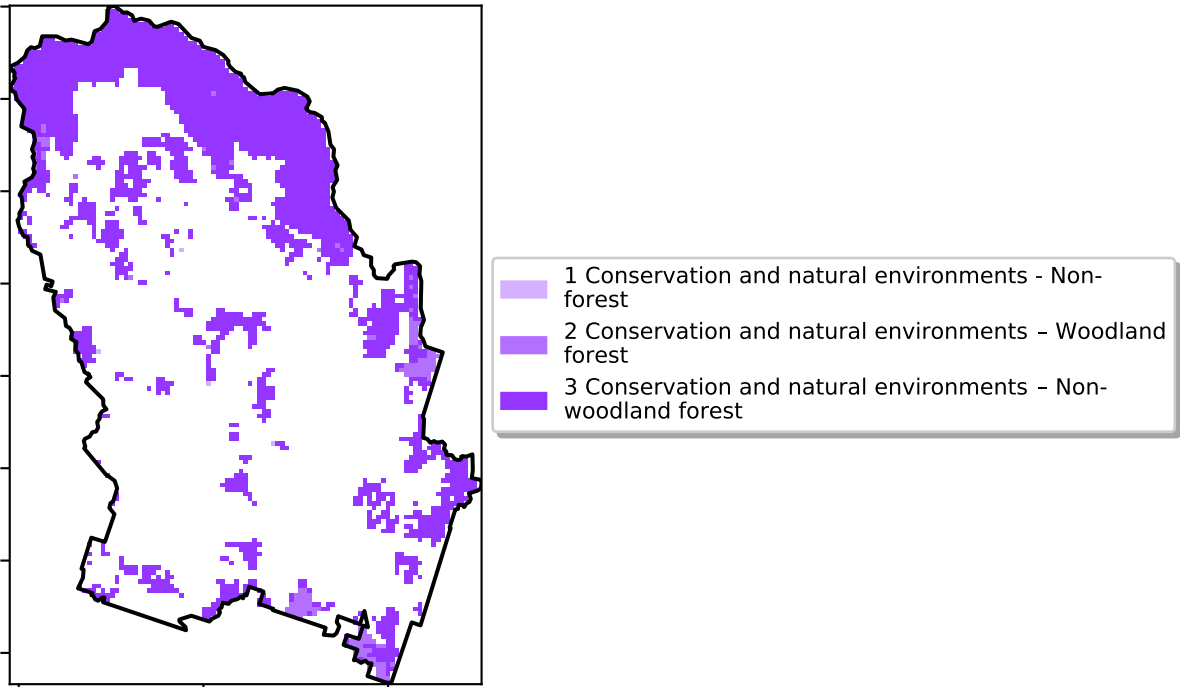 1 Conservation and natural environments - Non-
forest
2 Conservation and natural environments – Woodland
forest
3 Conservation and natural environments – Non-
woodland forest